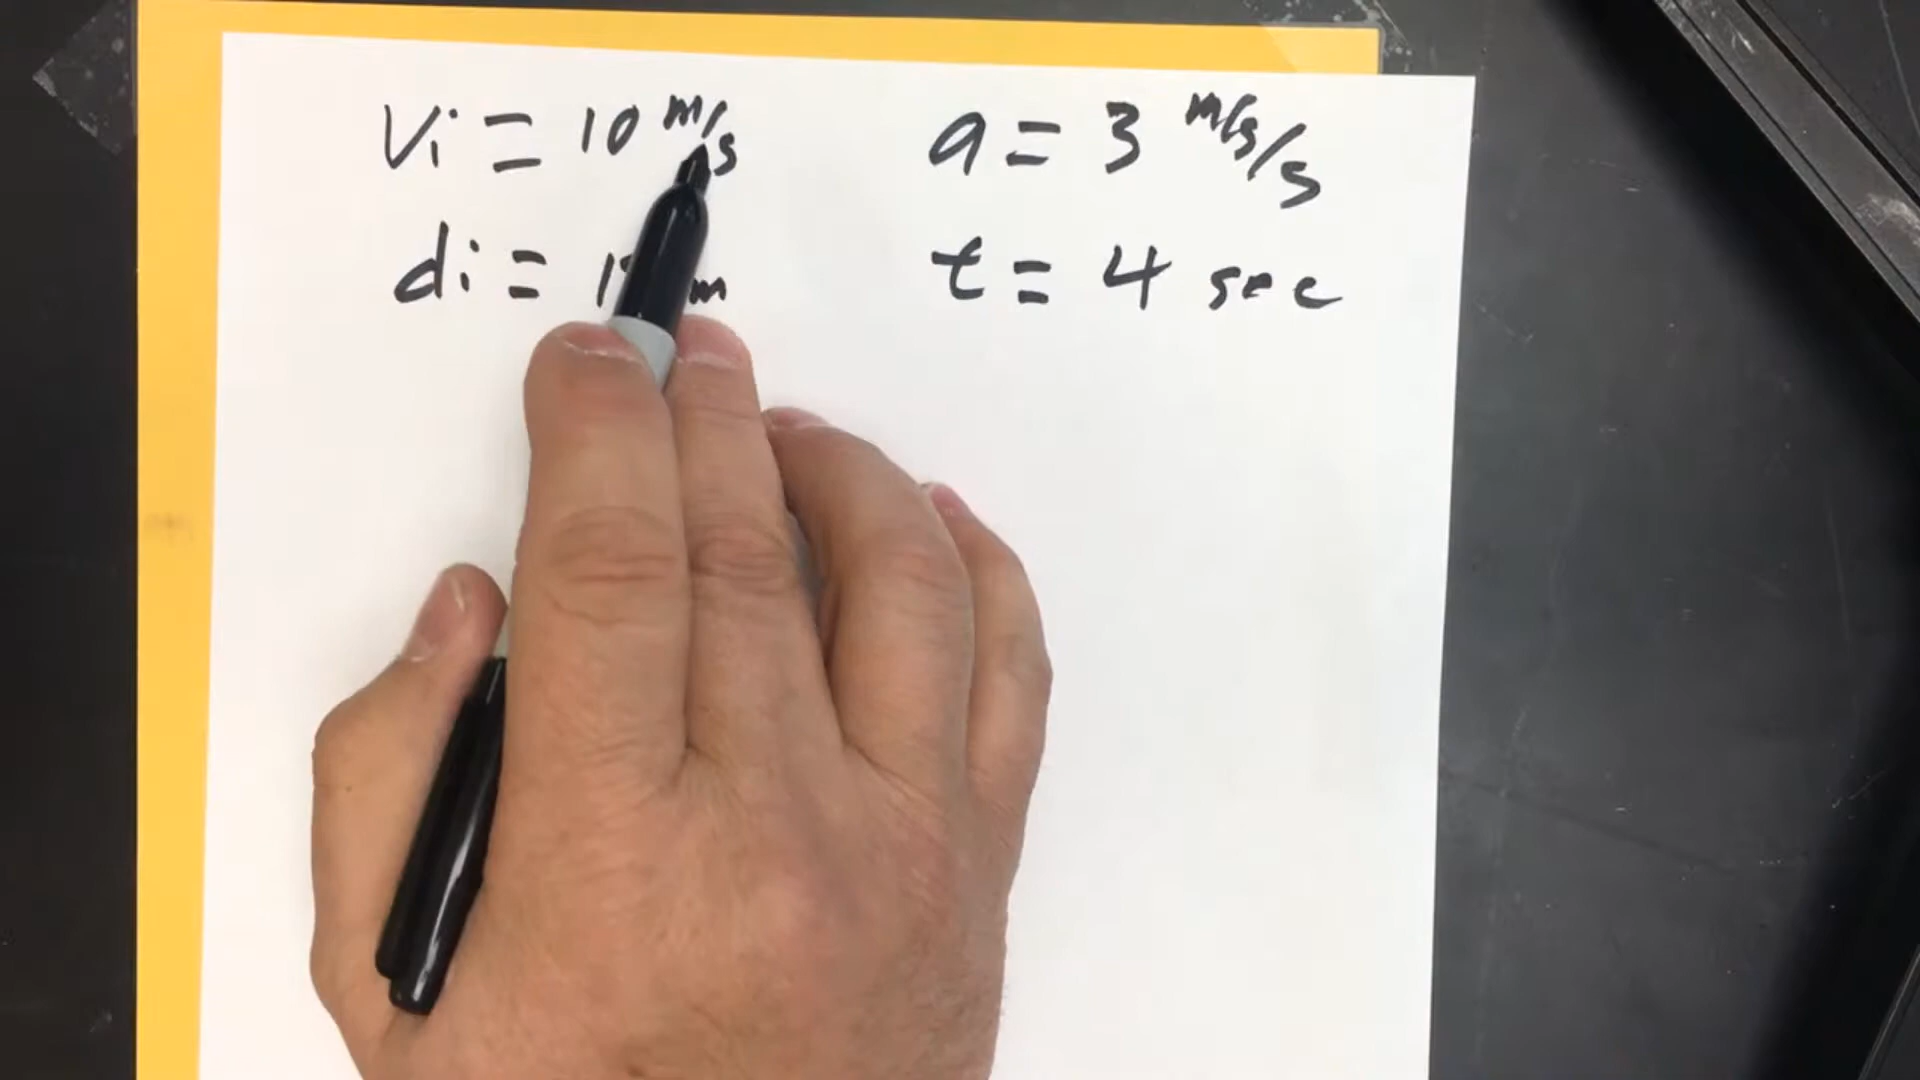 Vi = 10 m/s a = 3 m/s/s
di = m t = 4 sec